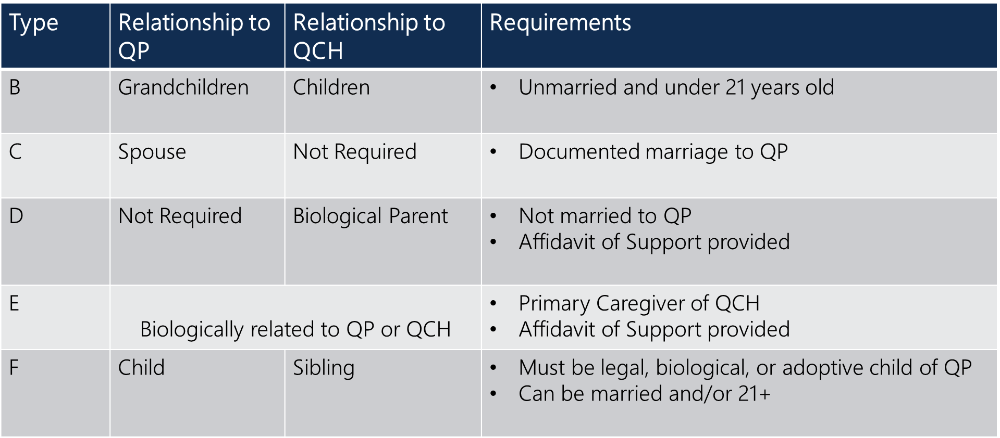 Type
Relationship to
QP
Relationship to
QCH
Requirements
B
Grandchildren
Children
• Unmarried and under 21 years old
C
Spouse
Not Required
• Documented marriage to QP
D
Not Required
Biological Parent
• Not married to QP
• Affidavit of Support provided
E
Biologically related to QP or QCH
• Primary Caregiver of QCH
• Affidavit of Support provided
F
Child
Sibling
• Must be legal, biological, or adoptive child of QP
• Can be married and/or 21+